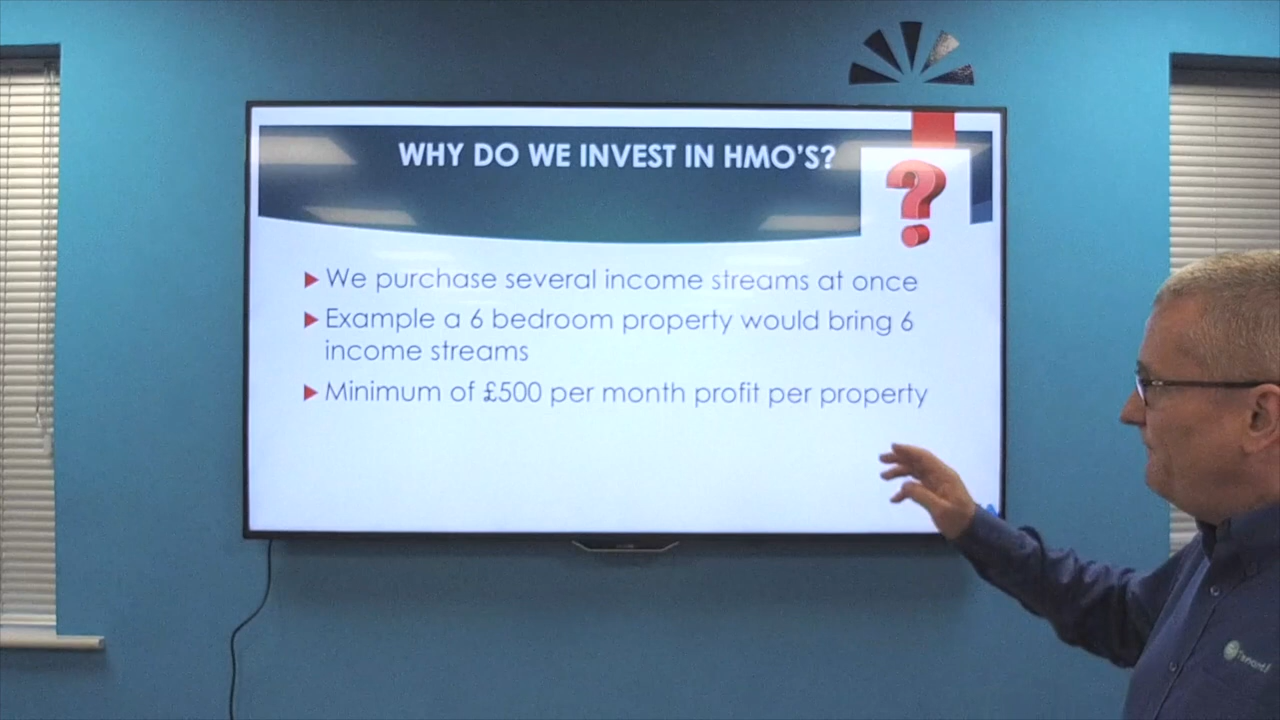 WHY DO WE INVEST IN HMO'S?
?
We purchase several income streams at once
Example a 6 bedroom property would bring 6
income streams
Minimum of £500 per month profit per property